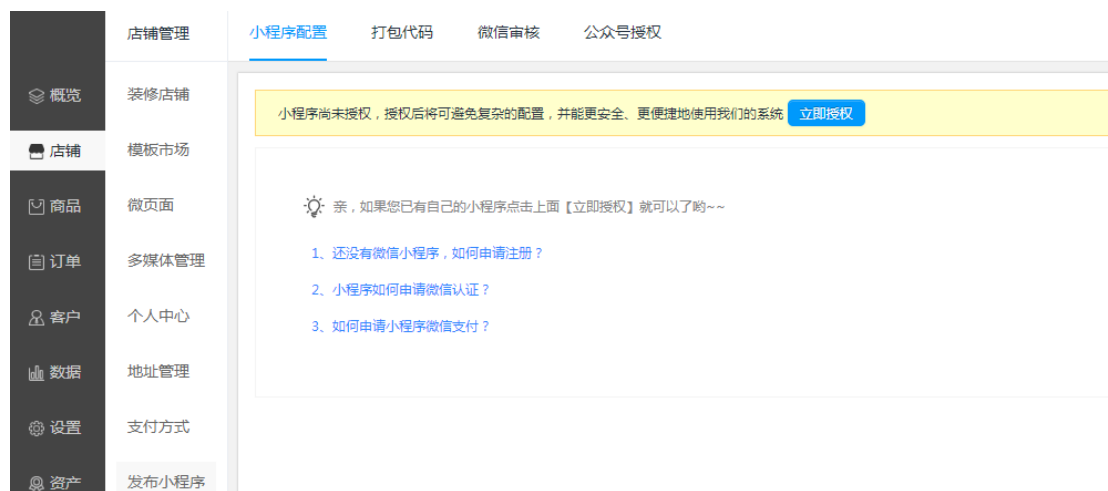 店铺管理
小程序配置
打包代码
微信审核
公众号授权
概览
店铺
商品
订单
客户
数据
设置
资产
装修店铺
模板市场
微页面
多媒体管理
个人中心
地址管理
支付方式
发布小程序
小程序尚未授权，授权后将可避免复杂的配置，并能更安全、更便捷地使用我们的系统 立即授权
亲，如果您已有自己的小程序点击上面【立即授权】就可以了哟~~
1、还没有微信小程序，如何申请注册？
2、小程序如何申请微信认证？
3、如何申请小程序微信支付？